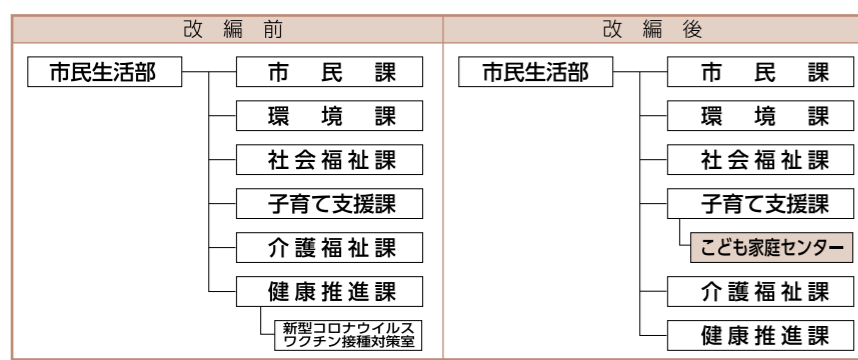 改編前
市民生活部
市民課
環境課
社会福祉課
子育て支援課
介護福祉課
健康推進課
新型コロナウイルス
ワクチン接種対策室
改編後
市民生活部
市民課
環境課
社会福祉課
子育て支援課
こども家庭センター
介護福祉課
健康推進課